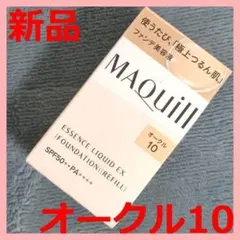 新品
使うたび、「極上つるん肌」
ファンデ美容液
MAQuill
オークル
10
ESSENCE LIQUID EX
[FOUNDATION](REFILL)
SPF50+・PA++++
オークル10